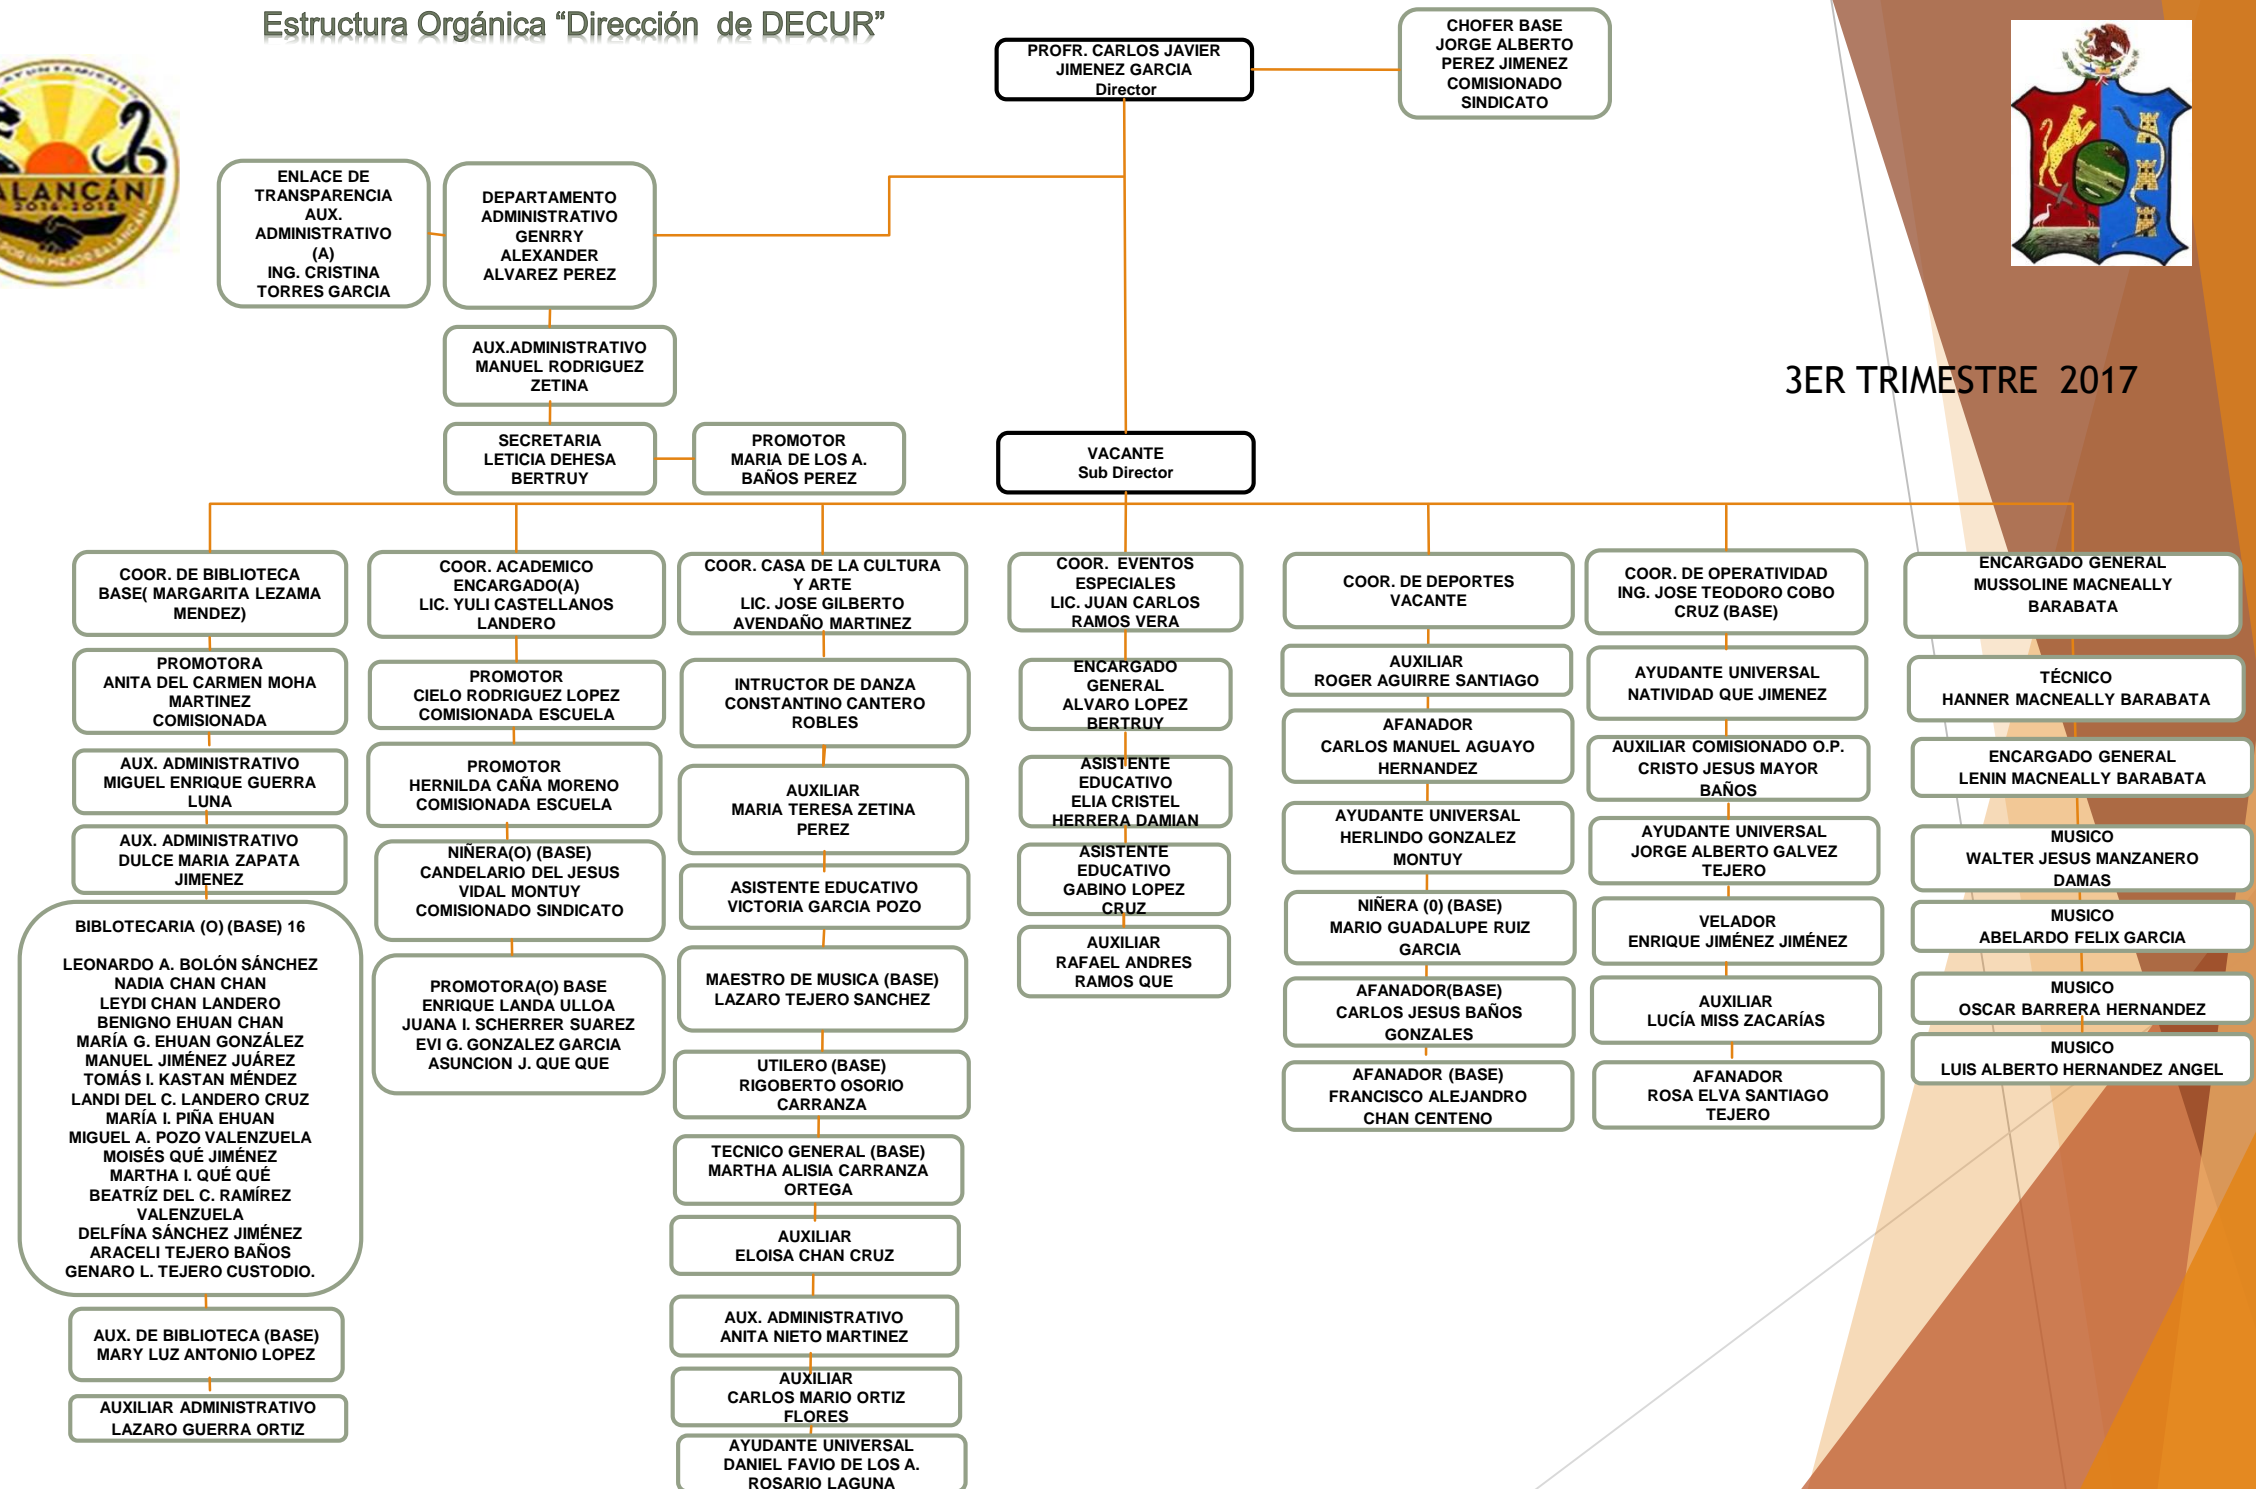 Estructura Orgánica “Dirección de DECUR”
PROFR. CARLOS JAVIER
JIMENEZ GARCIA
Director
CHOFER BASE
JORGE ALBERTO
PEREZ JIMENEZ
COMISIONADO
SINDICATO
AYUNTAMIENTO
ALANCÁN
2016-2018
POR UN MEJOR BALANCÁN
ENLACE DE
TRANSPARENCIA
AUX.
ADMINISTRATIVO
(A)
ING. CRISTINA
TORRES GARCIA
DEPARTAMENTO
ADMINISTRATIVO
GENRRY
ALEXANDER
ALVAREZ PEREZ
AUX.ADMINISTRATIVO
MANUEL RODRIGUEZ
ZETINA
3ER TRIMESTRE 2017
SECRETARIA
LETICIA DEHESA
BERTRUY
PROMOTOR
MARIA DE LOS A.
BAÑOS PEREZ
VACANTE
Sub Director
COOR. DE BIBLIOTECA
BASE( MARGARITA LEZAMA
MENDEZ)
PROMOTORA
ANITA DEL CARMEN MOHA
MARTINEZ
COMISIONADA
AUX. ADMINISTRATIVO
MIGUEL ENRIQUE GUERRA
LUNA
AUX. ADMINISTRATIVO
DULCE MARIA ZAPATA
JIMENEZ
BIBLOTECARIA (O) (BASE) 16
LEONARDO A. BOLÓN SÁNCHEZ
NADIA CHAN CHAN
LEYDI CHAN LANDERO
BENIGNO EHUAN CHAN
MARÍA G. EHUAN GONZÁLEZ
MANUEL JIMÉNEZ JUÁREZ
TOMÁS I. KASTAN MÉNDEZ
LANDI DEL C. LANDERO CRUZ
MARÍA I. PIÑA EHUAN
MIGUEL A. POZO VALENZUELA
MOISÉS QUÉ JIMÉNEZ
MARTHA I. QUÉ QUÉ
BEATRÍZ DEL C. RAMÍREZ
VALENZUELA
DELFÍNA SÁNCHEZ JIMÉNEZ
ARACELI TEJERO BAÑOS
GENARO L. TEJERO CUSTODIO.
AUX. DE BIBLIOTECA (BASE)
MARY LUZ ANTONIO LOPEZ
AUXILIAR ADMINISTRATIVO
LAZARO GUERRA ORTIZ
COOR. ACADEMICO
ENCARGADO(A)
LIC. YULI CASTELLANOS
LANDERO
PROMOTOR
CIELO RODRIGUEZ LOPEZ
COMISIONADA ESCUELA
PROMOTOR
HERNILDA CAÑA MORENO
COMISIONADA ESCUELA
NIÑERA(O) (BASE)
CANDELARIO DEL JESUS
VIDAL MONTUY
COMISIONADO SINDICATO
PROMOTORA(O) BASE
ENRIQUE LANDA ULLOA
JUANA I. SCHERRER SUAREZ
EVI G. GONZALEZ GARCIA
ASUNCION J. QUE QUE
COOR. CASA DE LA CULTURA
Y ARTE
LIC. JOSE GILBERTO
AVENDAÑO MARTINEZ
INTRUCTOR DE DANZA
CONSTANTINO CANTERO
ROBLES
AUXILIAR
MARIA TERESA ZETINA
PEREZ
ASISTENTE EDUCATIVO
VICTORIA GARCIA POZO
MAESTRO DE MUSICA (BASE)
LAZARO TEJERO SANCHEZ
UTILERO (BASE)
RIGOBERTO OSORIO
CARRANZA
TECNICO GENERAL (BASE)
MARTHA ALISIA CARRANZA
ORTEGA
AUXILIAR
ELOISA CHAN CRUZ
AUX. ADMINISTRATIVO
ANITA NIETO MARTINEZ
AUXILIAR
CARLOS MARIO ORTIZ
FLORES
AYUDANTE UNIVERSAL
DANIEL FAVIO DE LOS A.
ROSARIO LAGUNA
COOR. EVENTOS
ESPECIALES
LIC. JUAN CARLOS
RAMOS VERA
ENCARGADO
GENERAL
ALVARO LOPEZ
BERTRUY
ASISTENTE
EDUCATIVO
ELIA CRISTEL
HERRERA DAMIAN
ASISTENTE
EDUCATIVO
GABINO LOPEZ
CRUZ
AUXILIAR
RAFAEL ANDRES
RAMOS QUE
COOR. DE DEPORTES
VACANTE
AUXILIAR
ROGER AGUIRRE SANTIAGO
AFANADOR
CARLOS MANUEL AGUAYO
HERNANDEZ
AYUDANTE UNIVERSAL
HERLINDO GONZALEZ
MONTUY
NIÑERA (0) (BASE)
MARIO GUADALUPE RUIZ
GARCIA
AFANADOR(BASE)
CARLOS JESUS BAÑOS
GONZALES
AFANADOR (BASE)
FRANCISCO ALEJANDRO
CHAN CENTENO
COOR. DE OPERATIVIDAD
ING. JOSE TEODORO COBO
CRUZ (BASE)
AYUDANTE UNIVERSAL
NATIVIDAD QUE JIMENEZ
AUXILIAR COMISIONADO O.P.
CRISTO JESUS MAYOR
BAÑOS
AYUDANTE UNIVERSAL
JORGE ALBERTO GALVEZ
TEJERO
VELADOR
ENRIQUE JIMÉNEZ JIMÉNEZ
AUXILIAR
LUCÍA MISS ZACARÍAS
AFANADOR
ROSA ELVA SANTIAGO
TEJERO
ENCARGADO GENERAL
MUSSOLINE MACNEALLY
BARABATA
TÉCNICO
HANNER MACNEALLY BARABATA
ENCARGADO GENERAL
LENIN MACNEALLY BARABATA
MUSICO
WALTER JESUS MANZANERO
DAMAS
MUSICO
ABELARDO FELIX GARCIA
MUSICO
OSCAR BARRERA HERNANDEZ
MUSICO
LUIS ALBERTO HERNANDEZ ANGEL